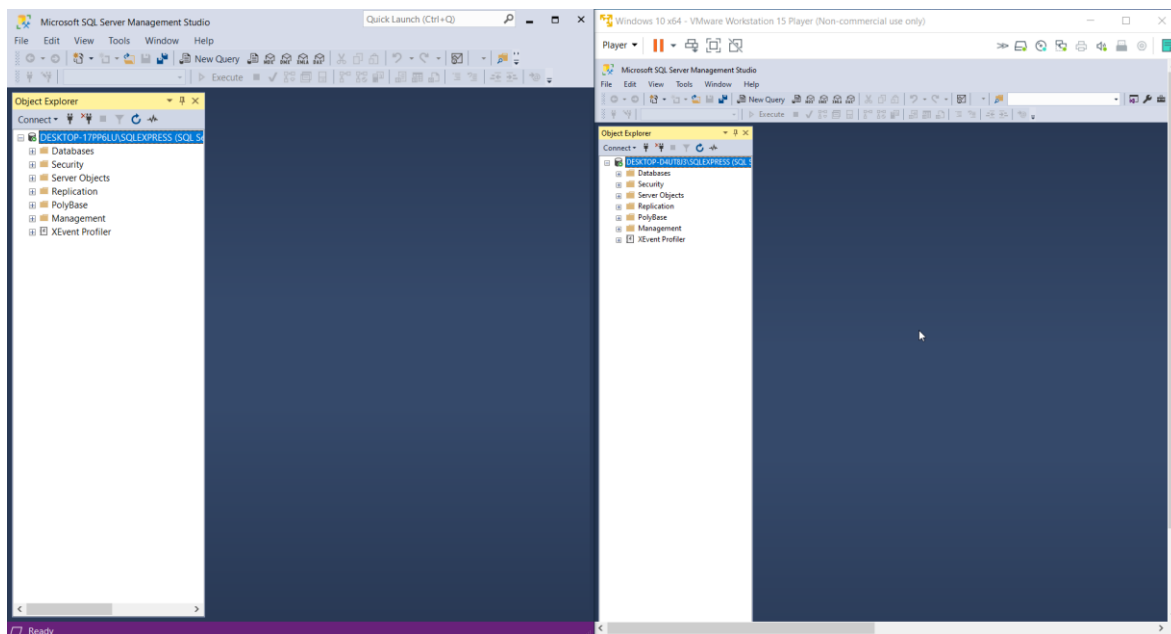 Microsoft SQL Server Management Studio
Quick Launch (Ctrl+Q)
File Edit View Tools Window Help
New Query
Execute
Object Explorer
Connect
DESKTOP-17PP6LU\SQLEXPRESS (SQL Se
Databases
Security
Server Objects
Replication
PolyBase
Management
XEvent Profiler
Ready
Windows 10 x64 - VMware Workstation 15 Player (Non-commercial use only)
Player
Microsoft SQL Server Management Studio
File Edit View Tools Window Help
New Query
Execute
Object Explorer
Connect
DESKTOP-D4UT8J3\SQLEXPRESS (SQL S
Databases
Security
Server Objects
Replication
PolyBase
Management
XEvent Profiler